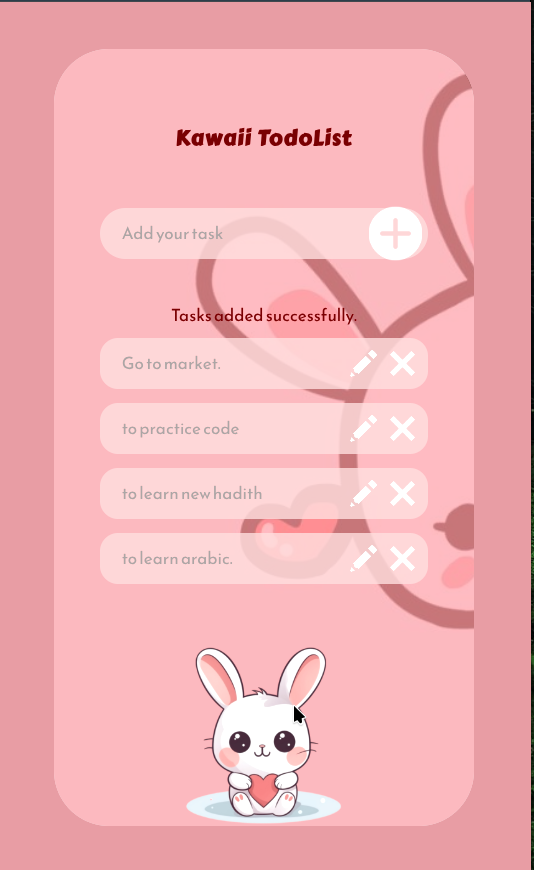 Kawaii TodoList
Add your task
Tasks added successfully.
Go to market.
to practice code
to learn new hadith
to learn arabic.